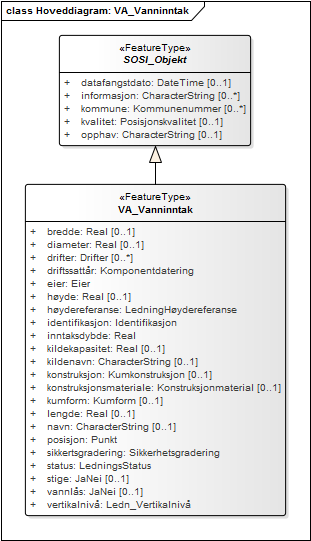 class Hoveddiagram: VA_Vanninntak
«FeatureType»
SOSI_Objekt
+ datafangstdato: DateTime [0..1]
+ informasjon: CharacterString [0..*]
+ kommune: Kommunenummer [0..*]
+ kvalitet: Posisjonskvalitet [0..1]
+ opphav: CharacterString [0..1]
«FeatureType»
VA_Vanninntak
+ bredde: Real [0..1]
+ diameter: Real [0..1]
+ drifter: Drifter [0..*]
+ driftssattår: Komponentdatering
+ eier: Eier
+ høyde: Real [0..1]
+ høydereferanse: LedningHøydereferanse
+ identifikasjon: Identifikasjon
+ inntaksdybde: Real
+ kildekapasitet: Real [0..1]
+ kildenavn: CharacterString [0..1]
+ konstruksjon: Kumkonstruksjon [0..1]
+ konstruksjonsmateriale: Konstruksjonmaterial [0..1]
+ kumform: Kumform [0..1]
+ lengde: Real [0..1]
+ navn: CharacterString [0..1]
+ posisjon: Punkt
+ sikkertsgradering: Sikkerhetsgradering
+ status: LedningsStatus
+ stige: JaNei [0..1]
+ vannlås: JaNei [0..1]
+ vertikalnivå: Ledn_Vertikalnivå